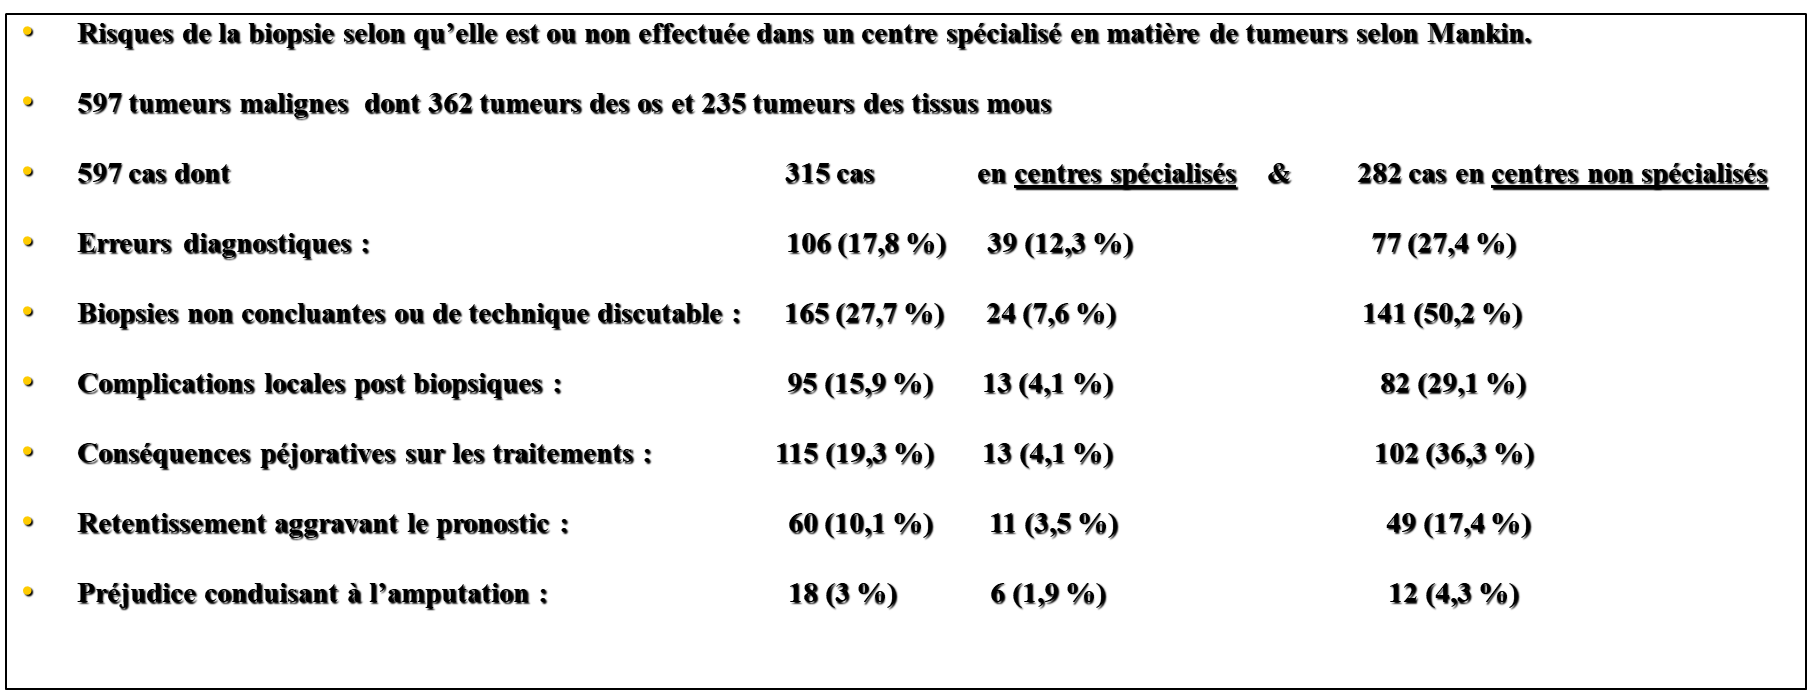 • Risques de la biopsie selon qu’elle est ou non effectuée dans un centre spécialisé en matière de tumeurs selon Mankin.
• 597 tumeurs malignes dont 362 tumeurs des os et 235 tumeurs des tissus mous
• 597 cas dont 315 cas en centres spécialisés & 282 cas en centres non spécialisés
• Erreurs diagnostiques : 106 (17,8 %) 39 (12,3 %) 77 (27,4 %)
• Biopsies non concluantes ou de technique discutable : 165 (27,7 %) 24 (7,6 %) 141 (50,2 %)
• Complications locales post biopsiques : 95 (15,9 %) 13 (4,1 %) 82 (29,1 %)
• Conséquences péjoratives sur les traitements : 115 (19,3 %) 13 (4,1 %) 102 (36,3 %)
• Retentissement aggravant le pronostic : 60 (10,1 %) 11 (3,5 %) 49 (17,4 %)
• Préjudice conduisant à l’amputation : 18 (3 %) 6 (1,9 %) 12 (4,3 %)